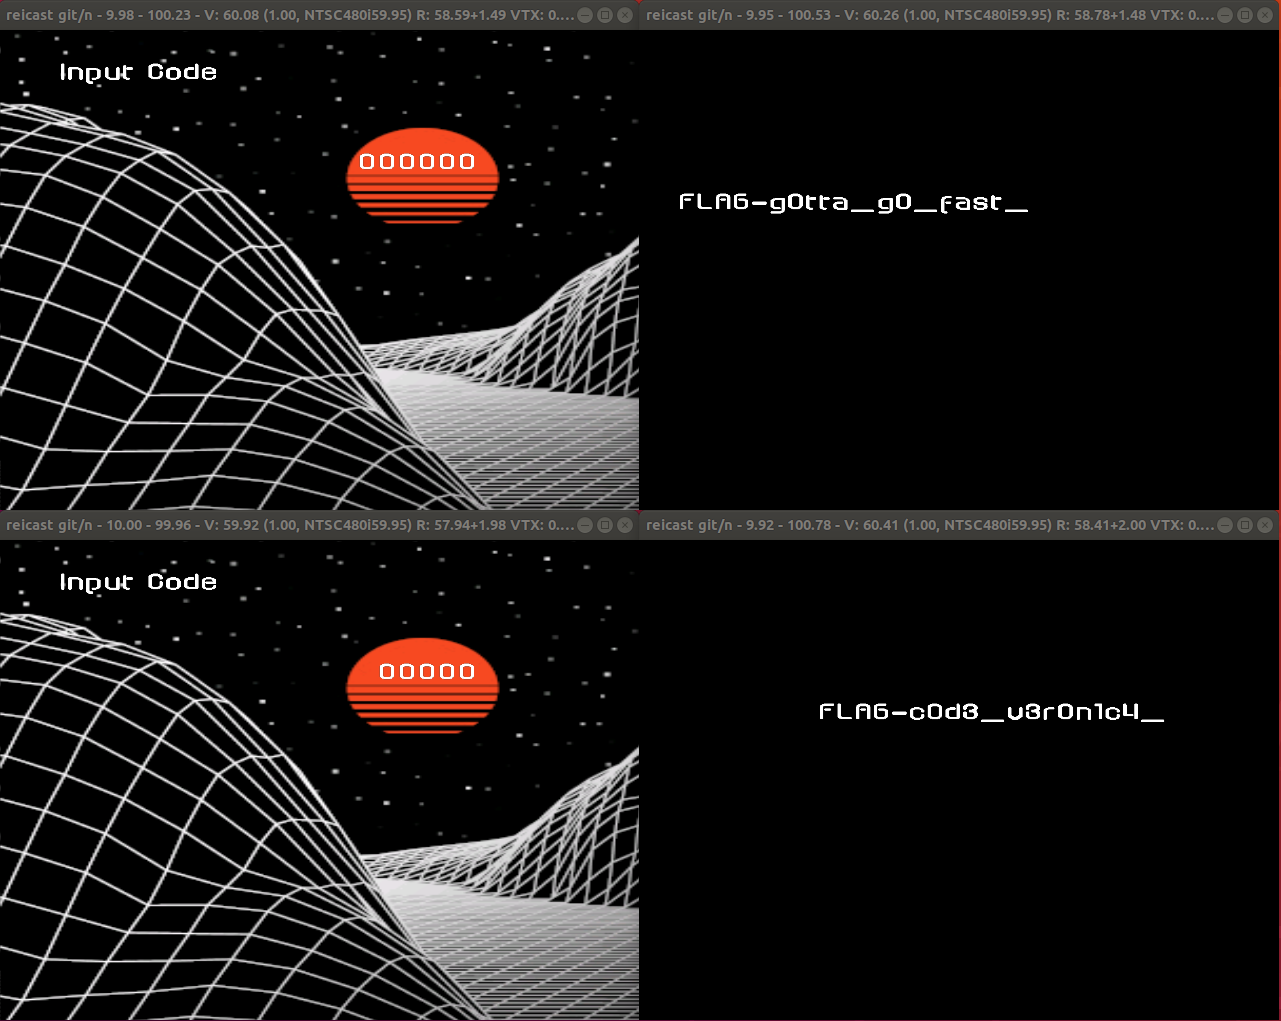 reicast git/n - 9.98 - 100.23 - V: 60.08 (1.00, NTSC480i59.95) R: 58.59+1.49 VTX: 0....
Input Code
000000
reicast git/n - 9.95 - 100.53 - V: 60.26 (1.00, NTSC480i59.95) R: 58.78+1.48 VTX: 0....
FLAG-g0tta_g0_fast_
reicast git/n - 10.00 - 99.96 - V: 59.92 (1.00, NTSC480i59.95) R: 57.94+1.98 VTX: 0....
Input Code
00000
reicast git/n - 9.92 - 100.78 - V: 60.41 (1.00, NTSC480i59.95) R: 58.41+2.00 VTX: 0....
FLAG-c0d3_v3r0n1c4_